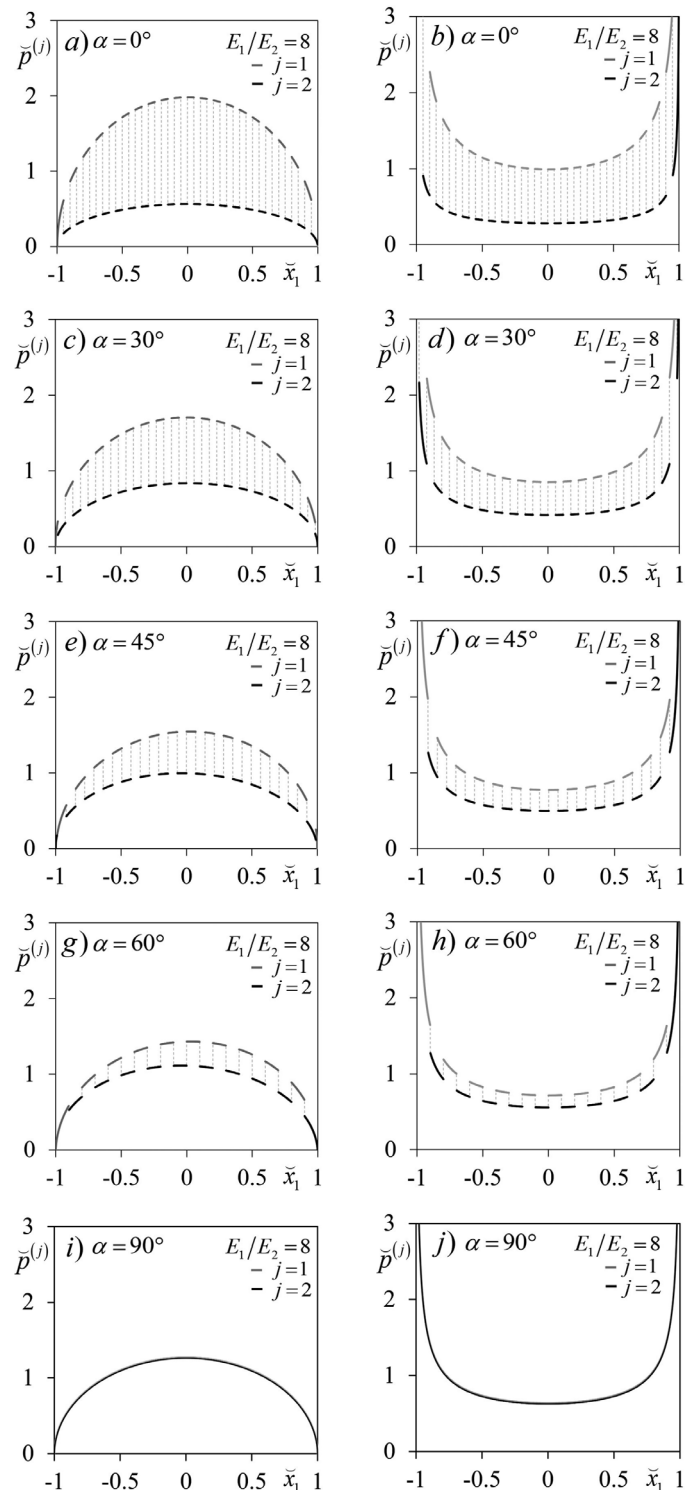 3
p̆⁽ʲ⁾
a) α = 0° E₁/E₂ = 8
j = 1
j = 2
2
1
0
-1 -0.5 0 0.5 x̆₁ 1
3
p̆⁽ʲ⁾
b) α = 0° E₁/E₂ = 8
j = 1
j = 2
2
1
0
-1 -0.5 0 0.5 x̆₁ 1
3
p̆⁽ʲ⁾
c) α = 30° E₁/E₂ = 8
j = 1
j = 2
2
1
0
-1 -0.5 0 0.5 x̆₁ 1
3
p̆⁽ʲ⁾
d) α = 30° E₁/E₂ = 8
j = 1
j = 2
2
1
0
-1 -0.5 0 0.5 x̆₁ 1
3
p̆⁽ʲ⁾
e) α = 45° E₁/E₂ = 8
j = 1
j = 2
2
1
0
-1 -0.5 0 0.5 x̆₁ 1
3
p̆⁽ʲ⁾
f) α = 45° E₁/E₂ = 8
j = 1
j = 2
2
1
0
-1 -0.5 0 0.5 x̆₁ 1
3
p̆⁽ʲ⁾
g) α = 60° E₁/E₂ = 8
j = 1
j = 2
2
1
0
-1 -0.5 0 0.5 x̆₁ 1
3
p̆⁽ʲ⁾
h) α = 60° E₁/E₂ = 8
j = 1
j = 2
2
1
0
-1 -0.5 0 0.5 x̆₁ 1
3
p̆⁽ʲ⁾
i) α = 90° E₁/E₂ = 8
j = 1
j = 2
2
1
0
-1 -0.5 0 0.5 x̆₁ 1
3
p̆⁽ʲ⁾
j) α = 90° E₁/E₂ = 8
j = 1
j = 2
2
1
0
-1 -0.5 0 0.5 x̆₁ 1